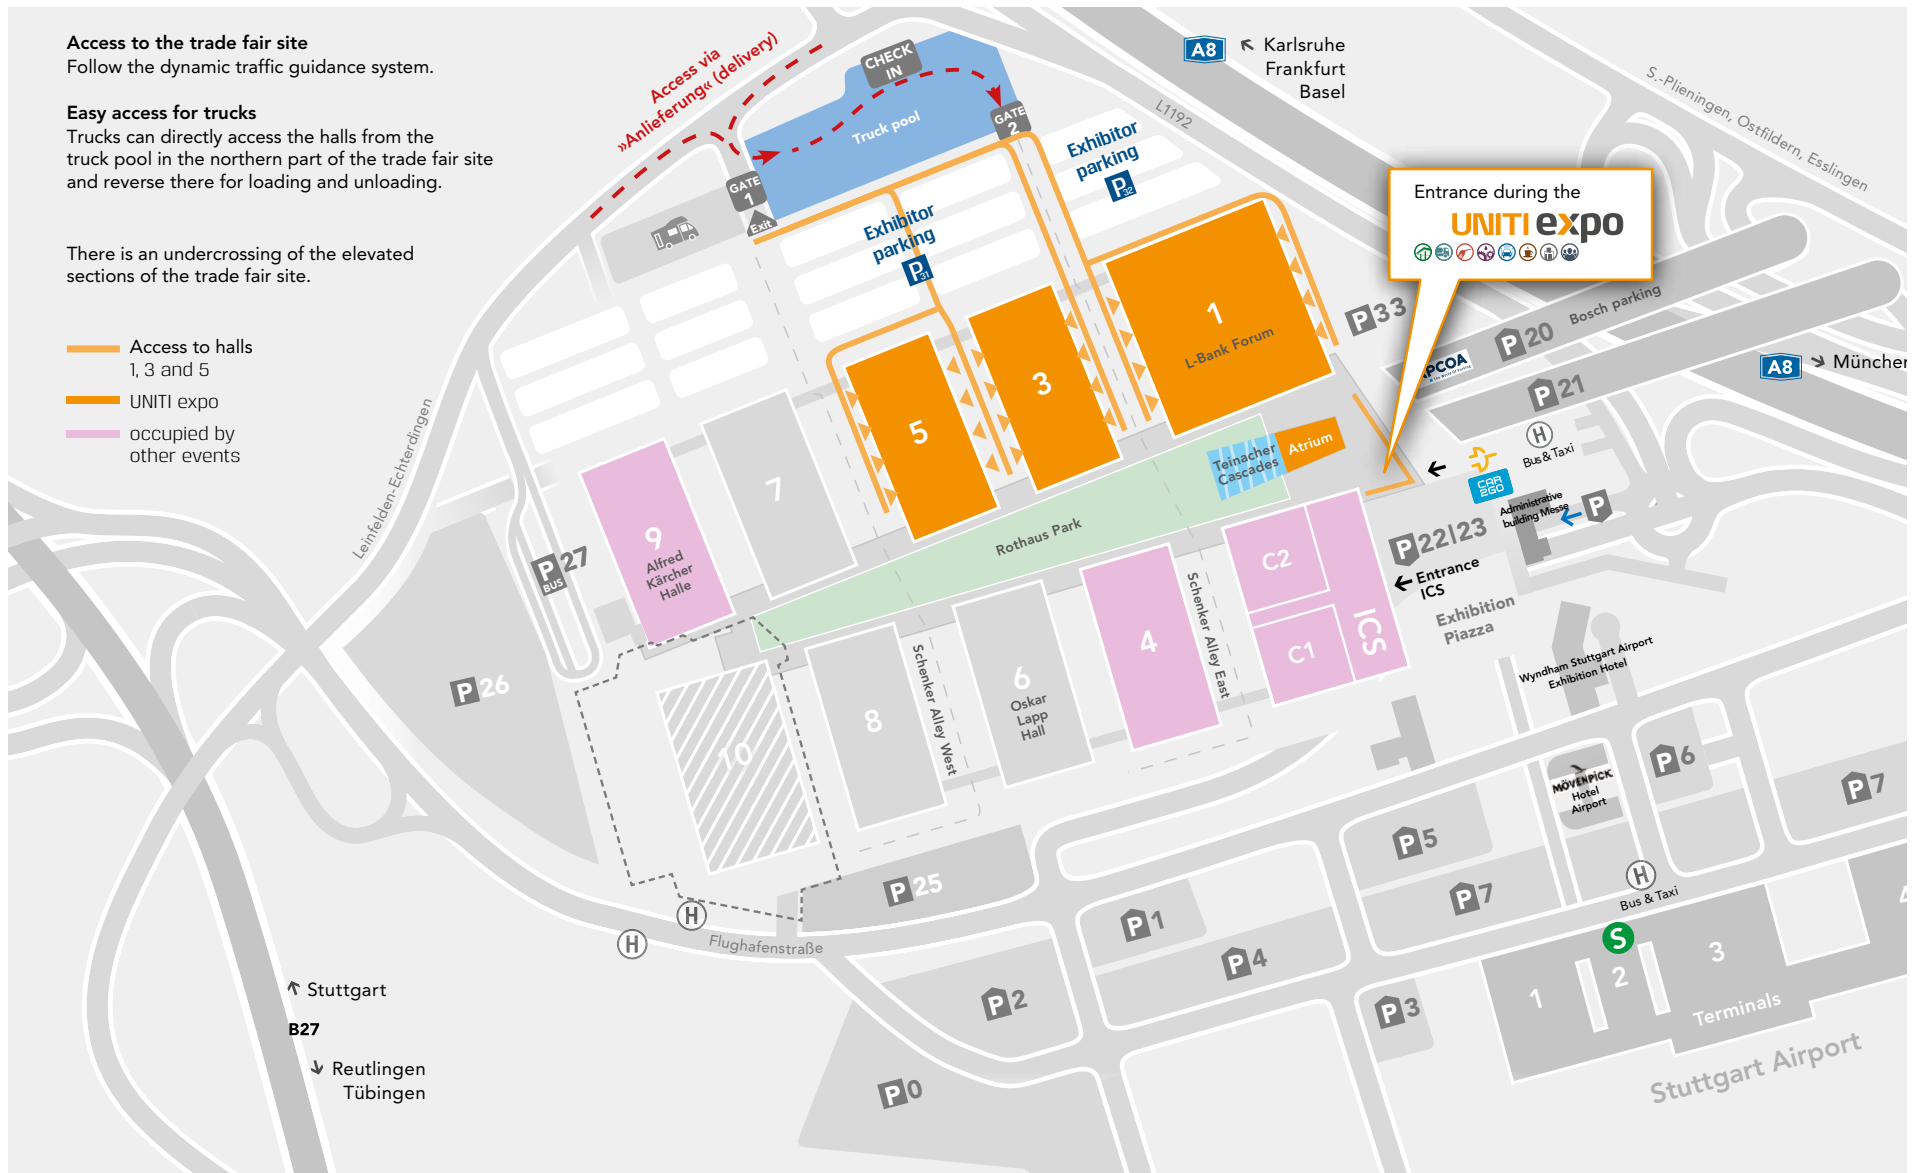 Access to the trade fair site
Follow the dynamic traffic guidance system.
Easy access for trucks
Trucks can directly access the halls from the
truck pool in the northern part of the trade fair site
and reverse there for loading and unloading.
There is an undercrossing of the elevated
sections of the trade fair site.
Access to halls
1, 3 and 5
UNITI expo
occupied by
other events
Access via
»Anlieferung« (delivery)
CHECK
IN
Truck pool
GATE
1
Exit
GATE
2
Exhibitor
parking
P31
Exhibitor
parking
P32
L1192
A8
Karlsruhe
Frankfurt
Basel
S.-Plieningen, Ostfildern, Esslingen
Entrance during the
UNITI expo
Bosch parking
P20
P33
P21
APCOA
A8
München
H
Bus & Taxi
CAR
2GO
Administrative
building Messe
P
P22|23
Entrance
ICS
Exhibition
Piazza
Wyndham Stuttgart Airport
Exhibition Hotel
1
L-Bank Forum
3
5
7
9
Alfred
Kärcher
Halle
Teinacher
Cascades
Atrium
Rothaus Park
C2
C1
ICS
4
Schenker Alley East
6
Oskar
Lapp
Hall
Schenker Alley West
8
10
Leinfelden-Echterdingen
P BUS 27
P26
P25
H
H
Flughafenstraße
Stuttgart
B27
Reutlingen
Tübingen
P0
P2
P1
P4
P5
P7
P3
P6
P7
MÖVENPICK
Hotel
Airport
H
Bus & Taxi
S
1
2
3
4
Terminals
Stuttgart Airport